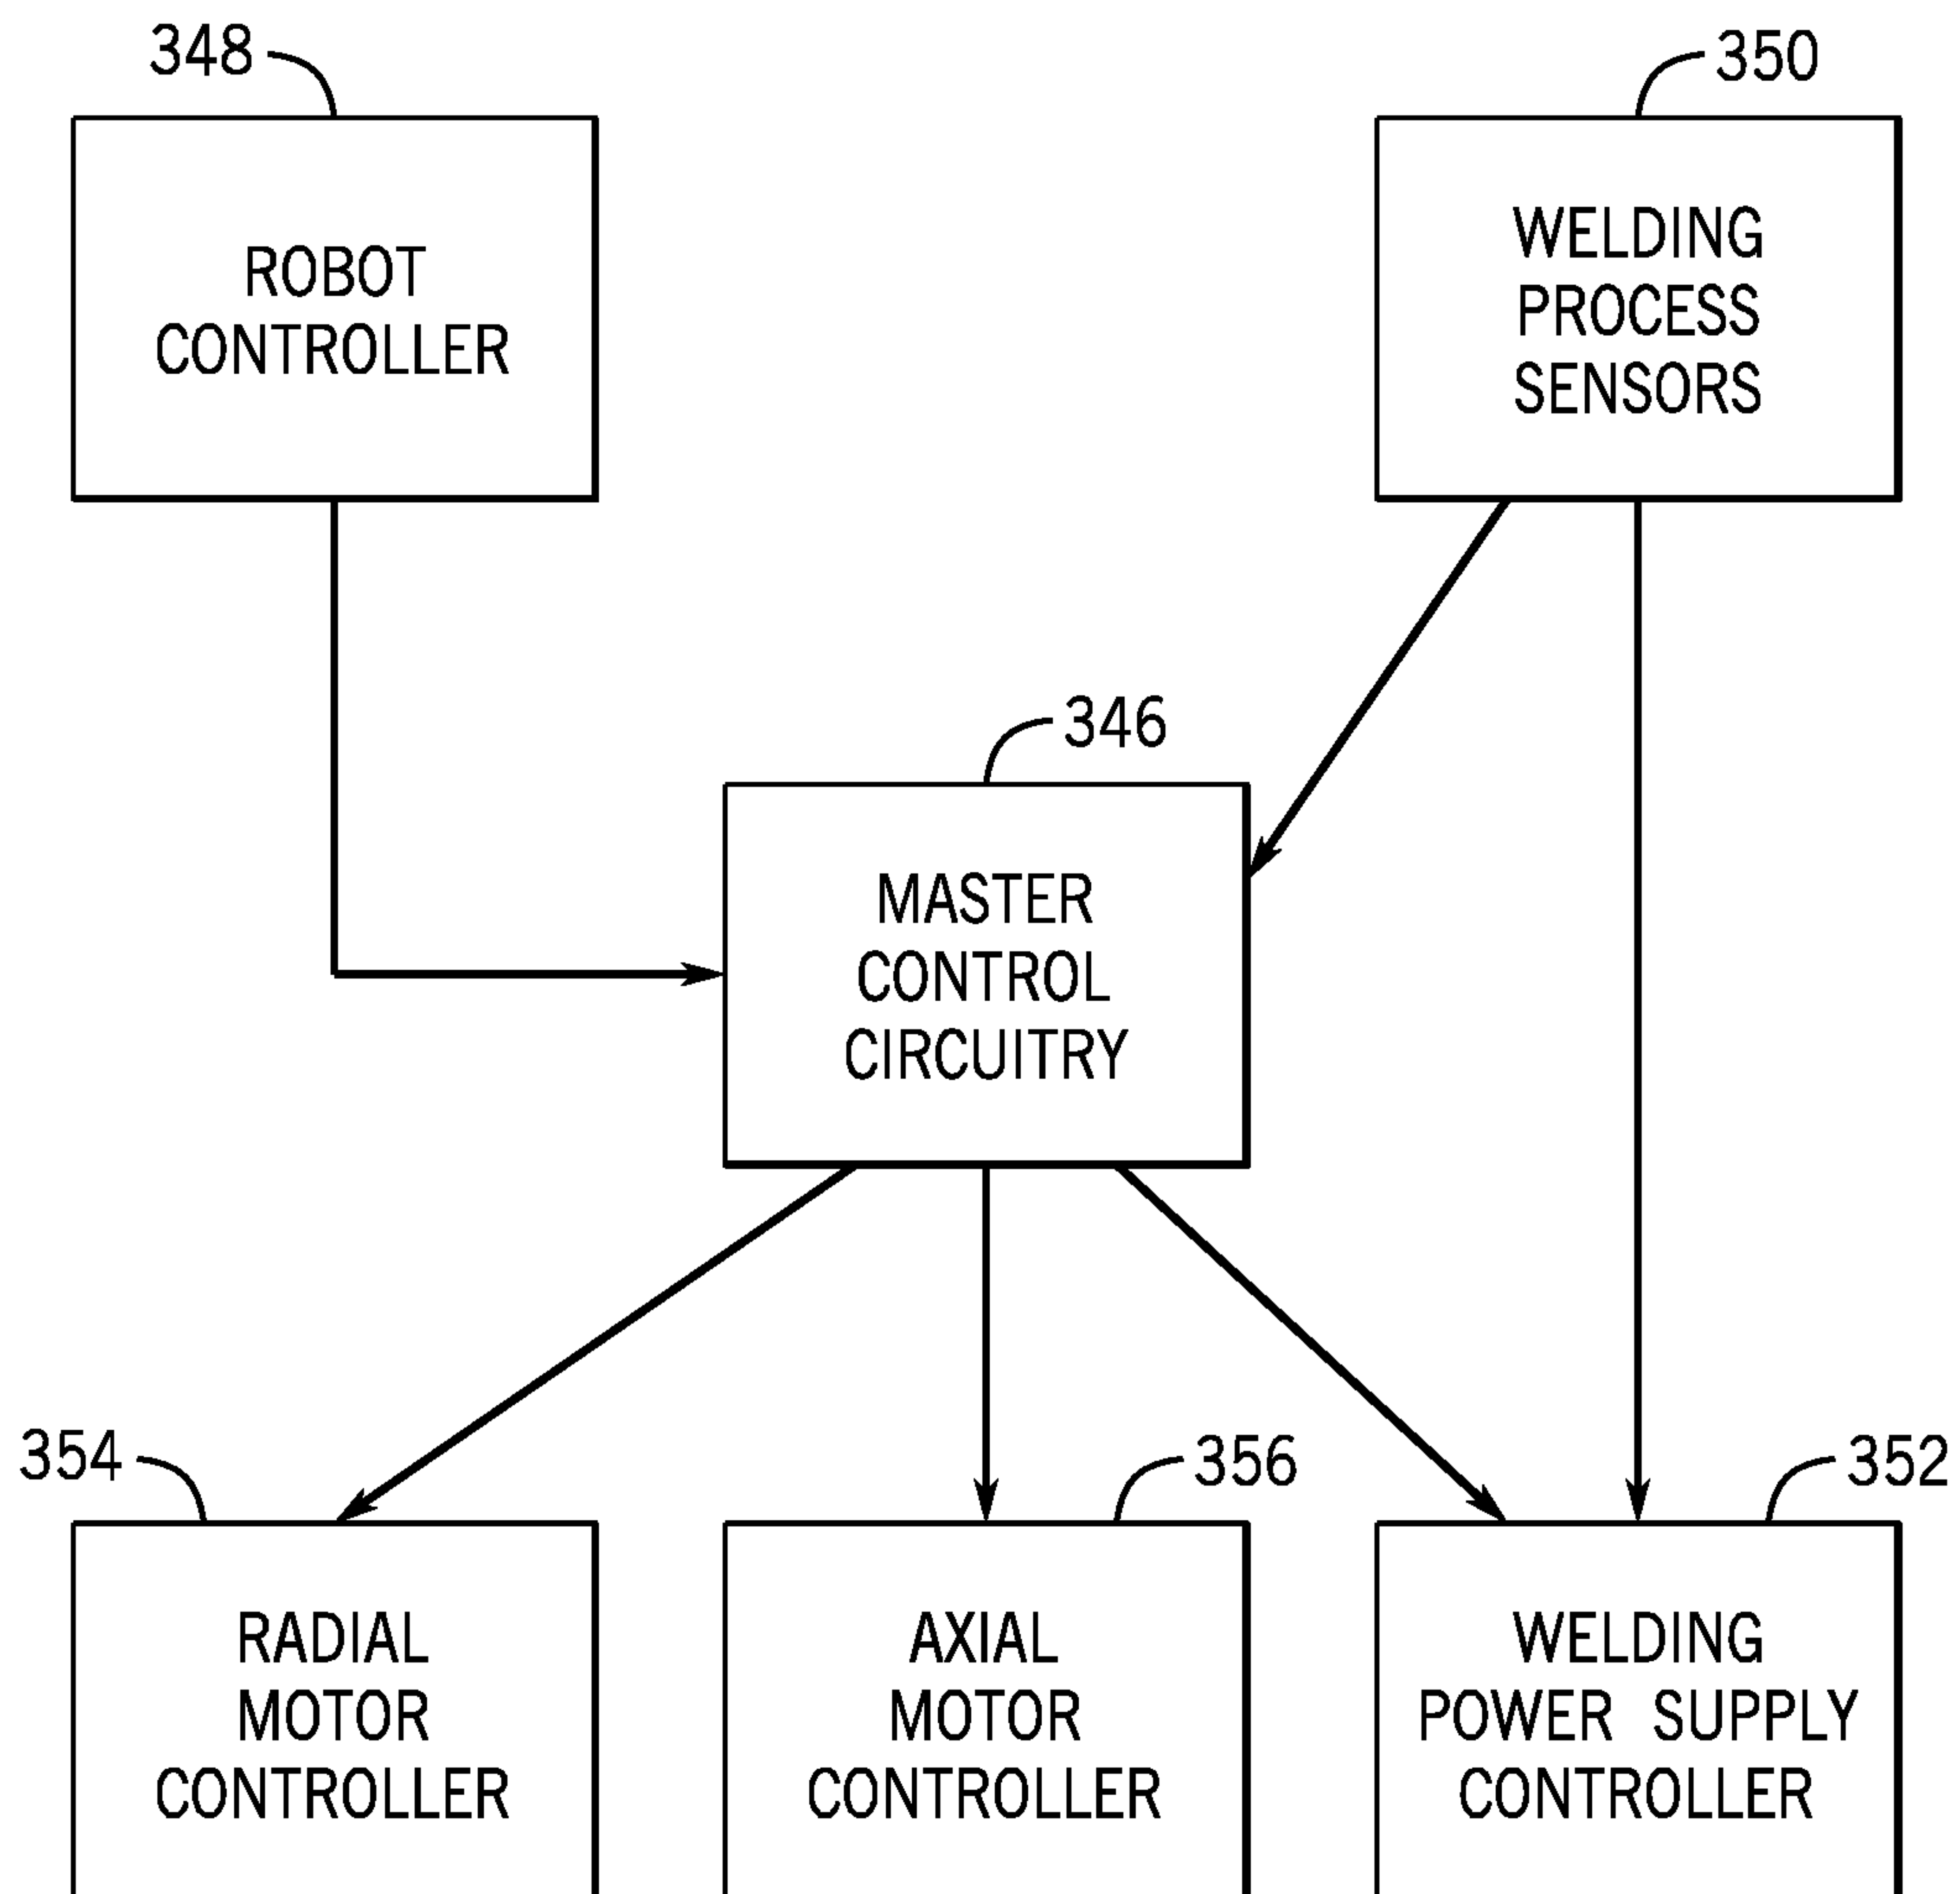 348
350
ROBOT
CONTROLLER
WELDING
PROCESS
SENSORS
346
MASTER
CONTROL
CIRCUITRY
354
356
352
RADIAL
MOTOR
CONTROLLER
AXIAL
MOTOR
CONTROLLER
WELDING
POWER SUPPLY
CONTROLLER